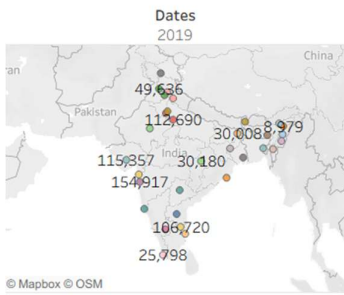 Dates
2019
China
ran
49,636
Pakistan
112,690
30,008
8,979
India
115,357
30,180
154,917
106,720
25,798
© Mapbox © OSM